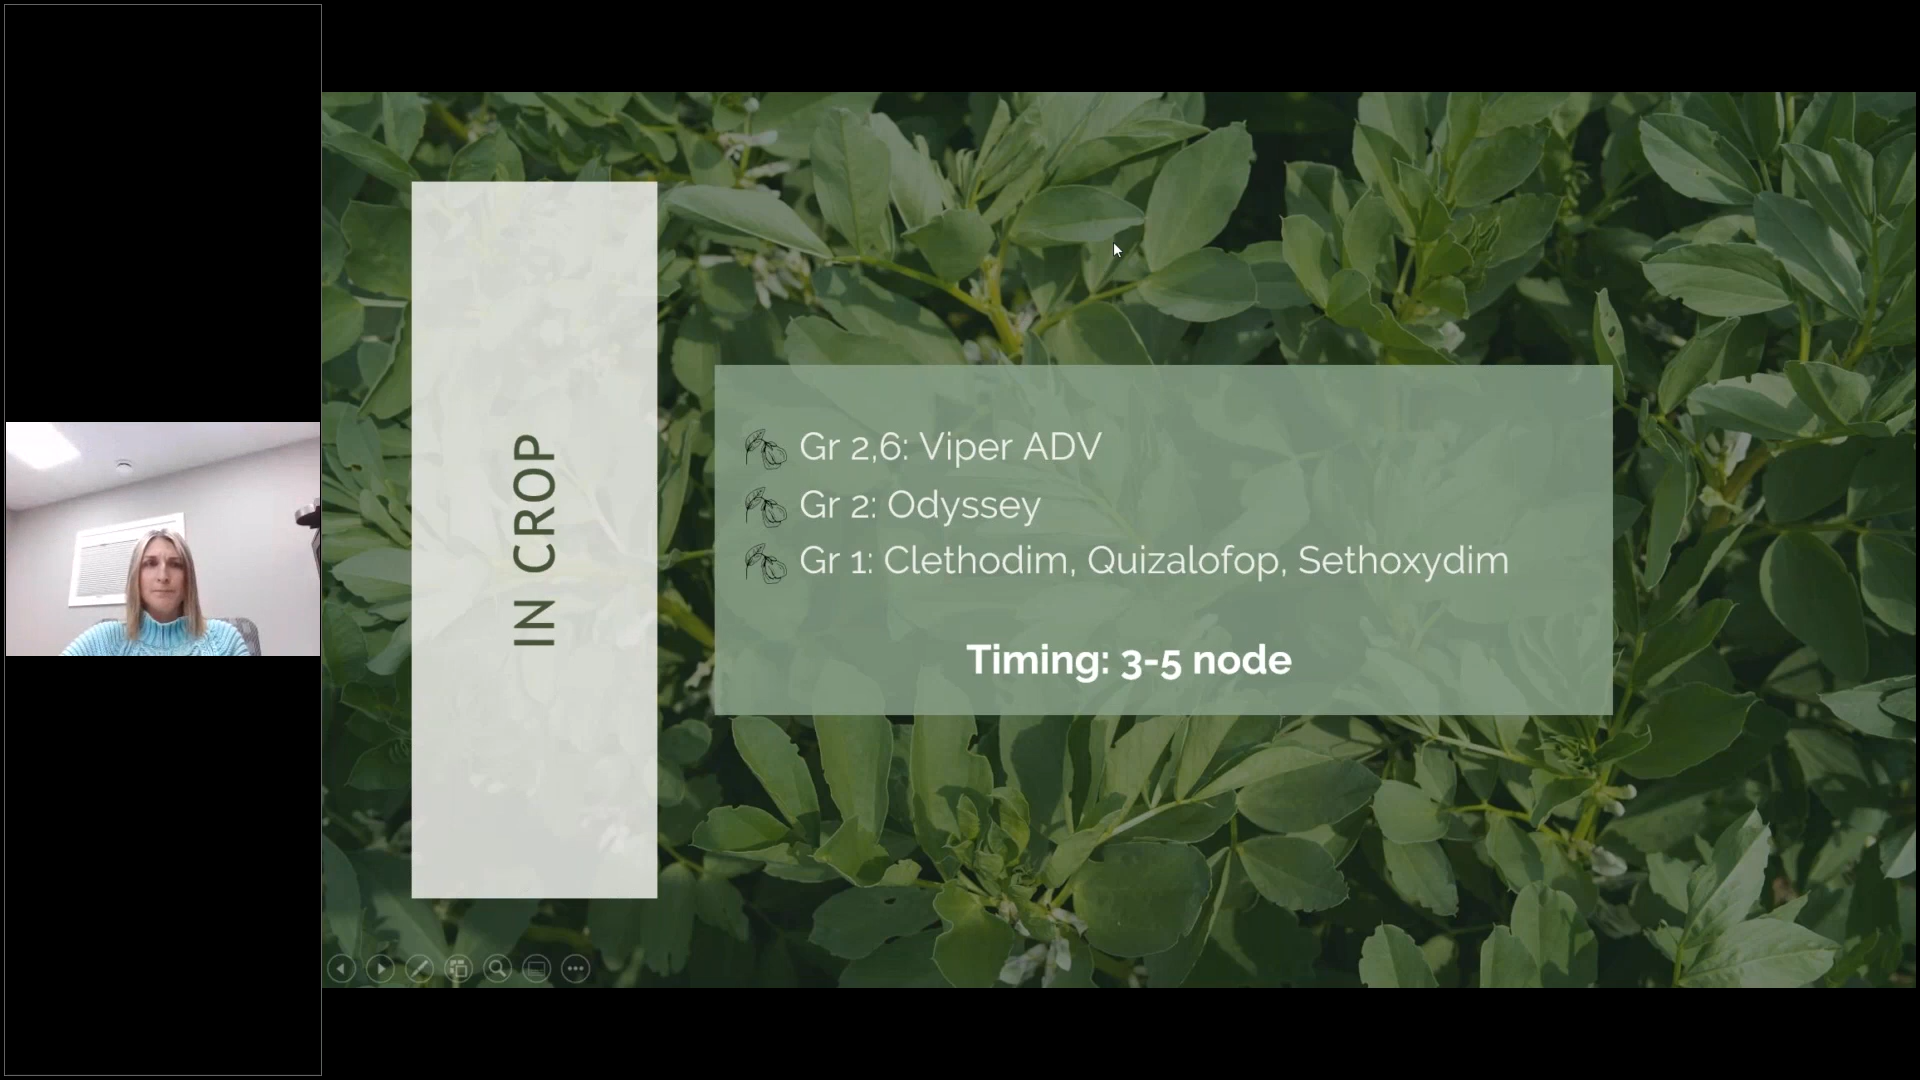 IN CROP
Gr 2,6: Viper ADV
Gr 2: Odyssey
Gr 1: Clethodim, Quizalofop, Sethoxydim
Timing: 3-5 node